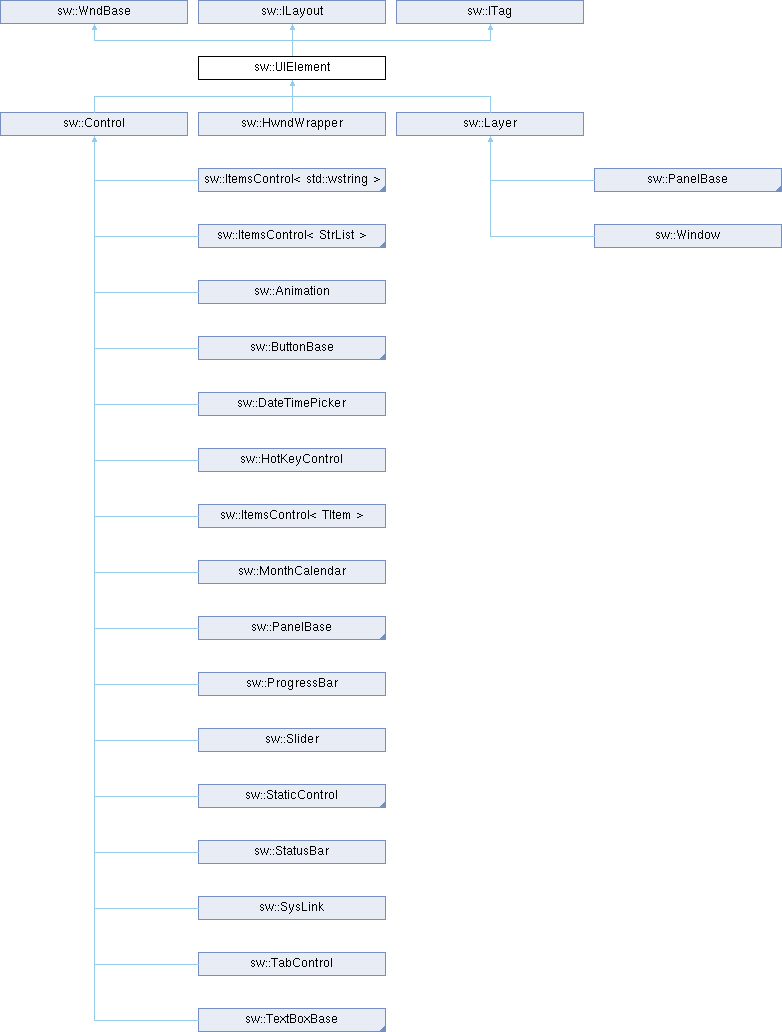 sw::WndBase
sw::ILayout
sw::ITag
sw::UIElement
sw::Control
sw::HwndWrapper
sw::Layer
sw::ItemsControl< std::wstring >
sw::PanelBase
sw::ItemsControl< StrList >
sw::Window
sw::Animation
sw::ButtonBase
sw::DateTimePicker
sw::HotKeyControl
sw::ItemsControl< TItem >
sw::MonthCalendar
sw::PanelBase
sw::ProgressBar
sw::Slider
sw::StaticControl
sw::StatusBar
sw::SysLink
sw::TabControl
sw::TextBoxBase